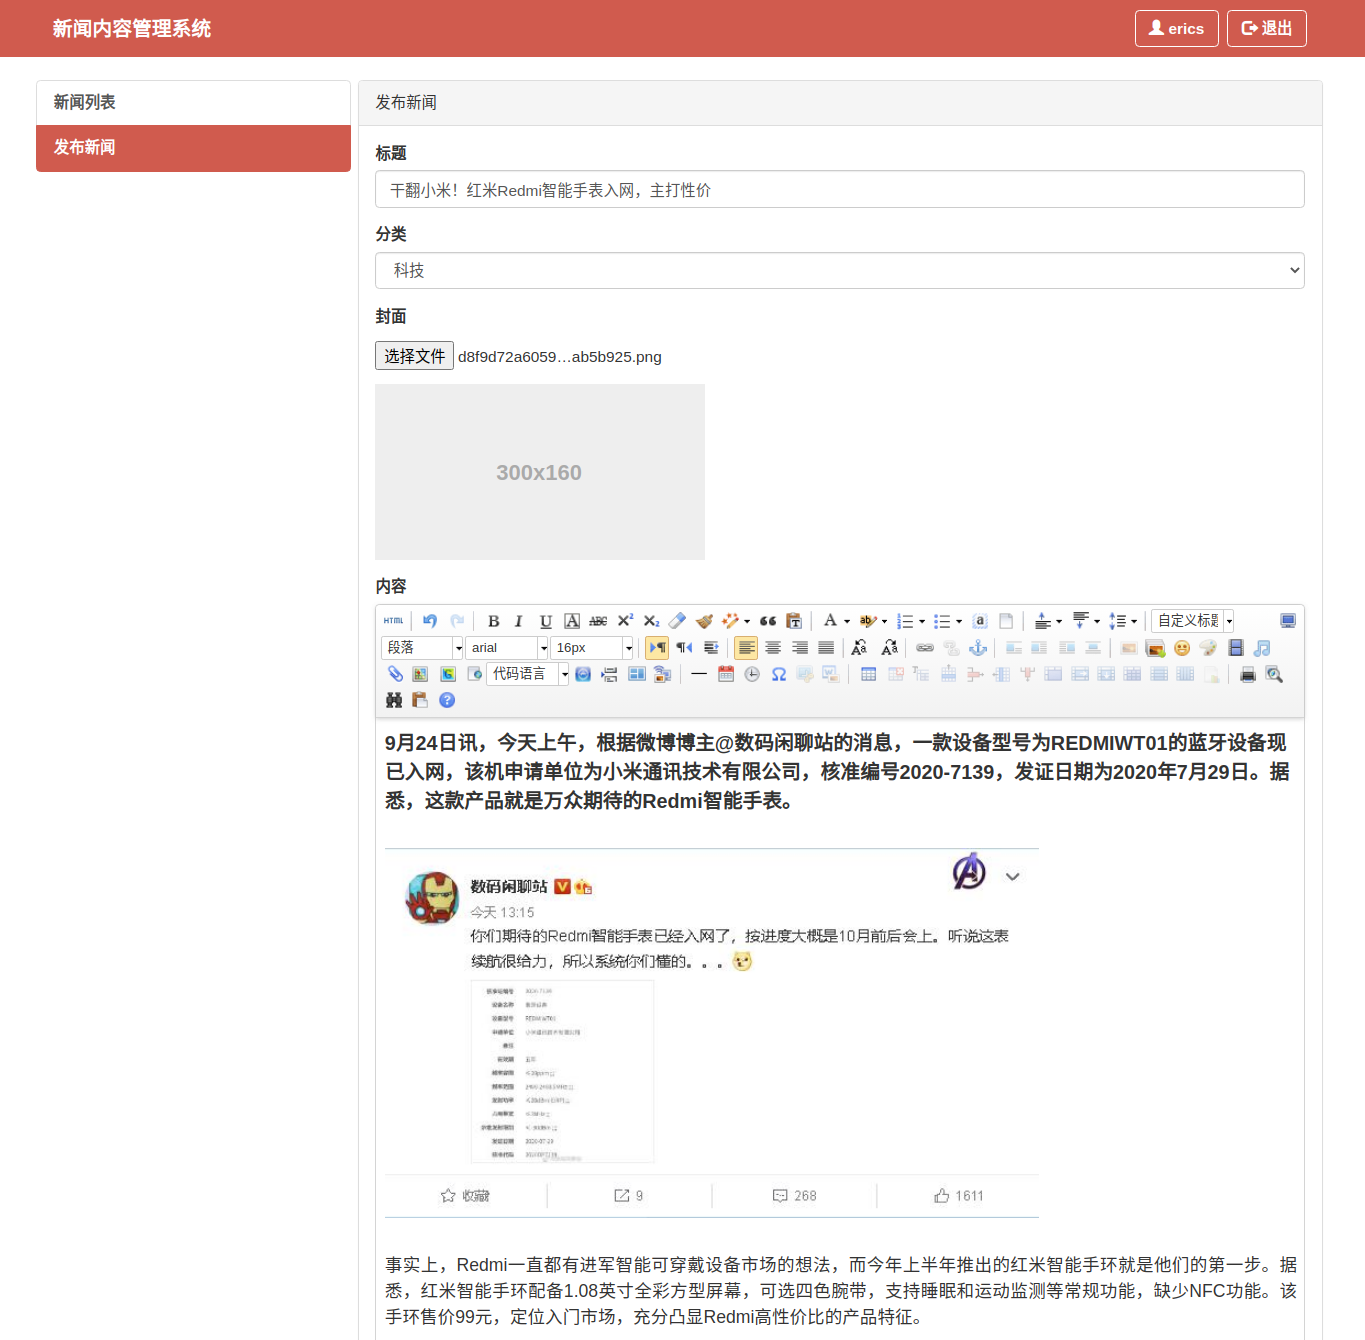 新闻内容管理系统
erics
退出
新闻列表
发布新闻
发布新闻
标题
干翻小米！红米Redmi智能手表入网，主打性价
分类
科技
封面
选择文件 d8f9d72a6059…ab5b925.png
300x160
内容
HTML
自定义标题
段落
arial
16px
代码语言
9月24日讯，今天上午，根据微博博主@数码闲聊站的消息，一款设备型号为REDMIWT01的蓝牙设备现
已入网，该机申请单位为小米通讯技术有限公司，核准编号2020-7139，发证日期为2020年7月29日。据
悉，这款产品就是万众期待的Redmi智能手表。
数码闲聊站
今天 13:15
你们期待的Redmi智能手表已经入网了，按进度大概是10月前后会上。听说这表
续航很给力，所以系统你们懂的。。。
收藏
9
268
1611
事实上，Redmi一直都有进军智能可穿戴设备市场的想法，而今年上半年推出的红米智能手环就是他们的第一步。据
悉，红米智能手环配备1.08英寸全彩方型屏幕，可选四色腕带，支持睡眠和运动监测等常规功能，缺少NFC功能。该
手环售价99元，定位入门市场，充分凸显Redmi高性价比的产品特征。